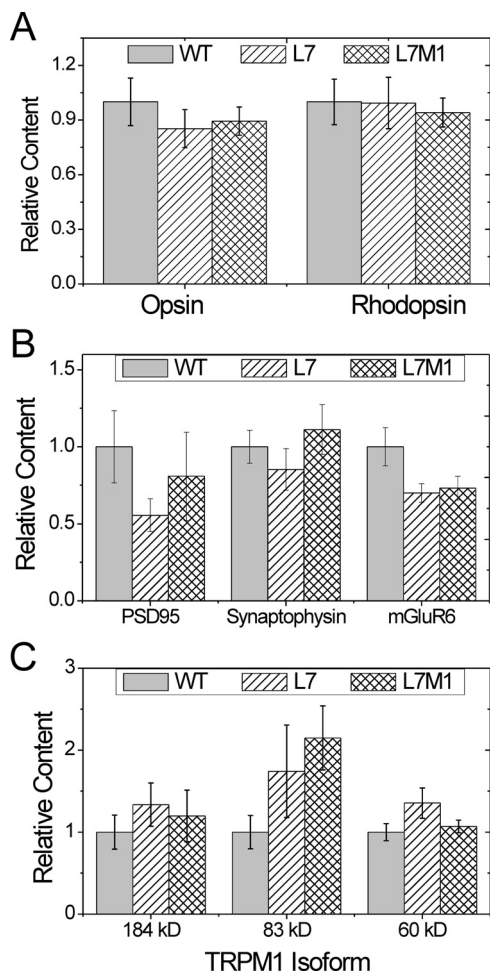 A
WT L7 L7M1
Relative Content
1.2
0.9
0.6
0.3
0.0
Opsin Rhodopsin
B
WT L7 L7M1
Relative Content
1.5
1.0
0.5
0.0
PSD95 Synaptophysin mGluR6
C
WT L7 L7M1
Relative Content
3
2
1
0
184 kD 83 kD 60 kD
TRPM1 Isoform